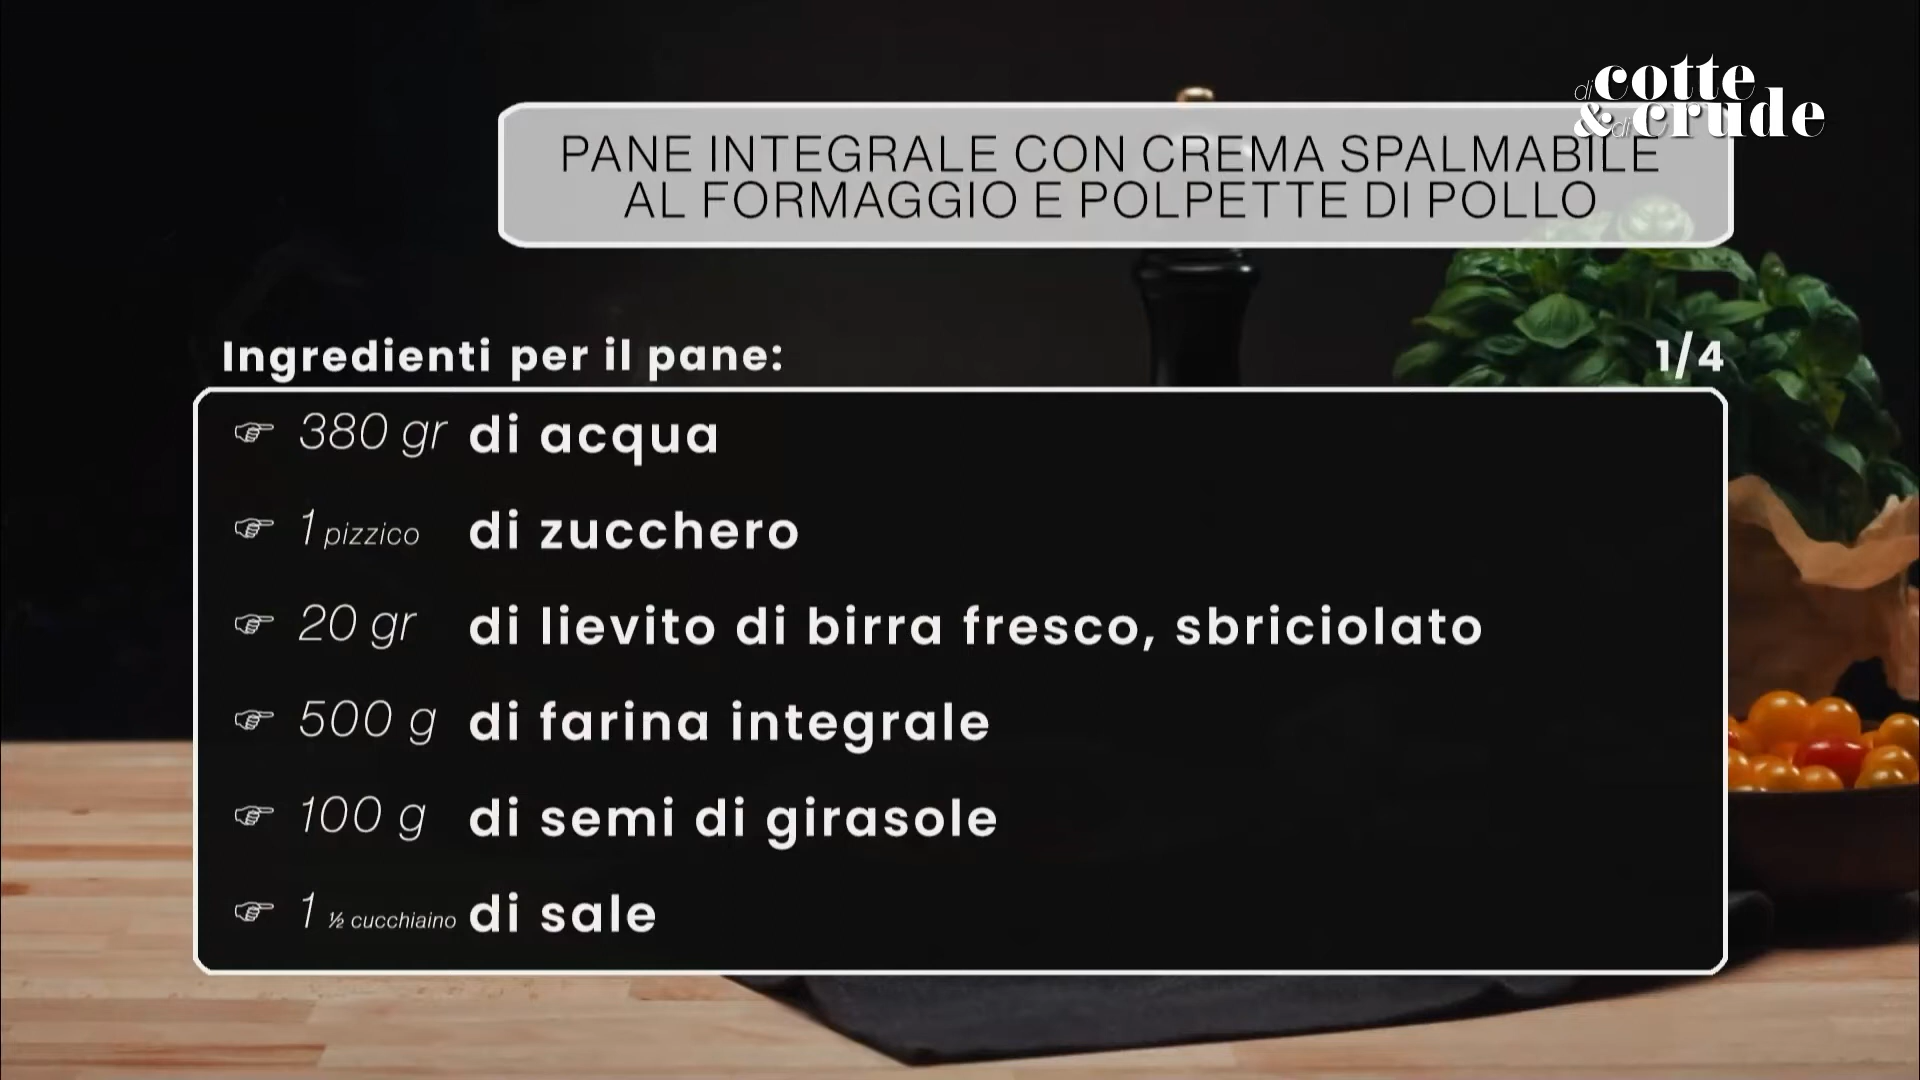 di cotte
& di crude
PANE INTEGRALE CON CREMA SPALMABILE
AL FORMAGGIO E POLPETTE DI POLLO
Ingredienti per il pane:
1/4
☞ 380 gr di acqua
☞ 1 pizzico di zucchero
☞ 20 gr di lievito di birra fresco, sbriciolato
☞ 500 g di farina integrale
☞ 100 g di semi di girasole
☞ 1 ½ cucchiaino di sale